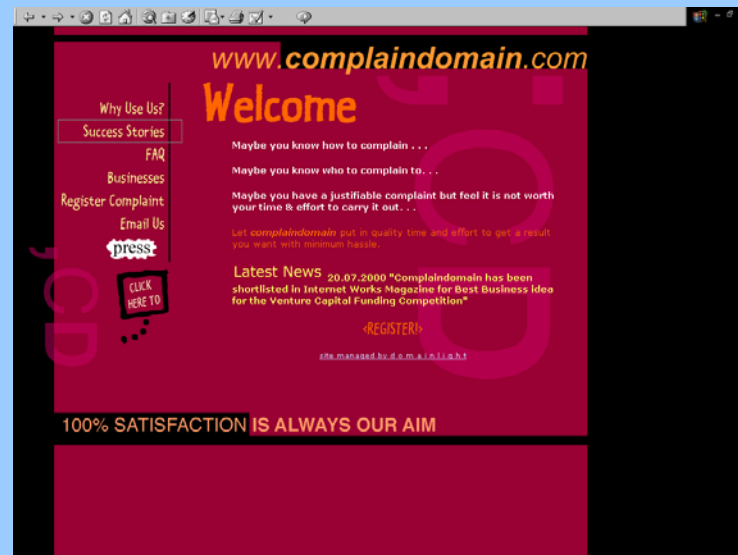 www.complaindomain.com
Welcome
Why Use Us?
Success Stories
FAQ
Businesses
Register Complaint
Email Us
press
CLICK
HERE TO
Maybe you know how to complain . . .
Maybe you know who to complain to. . .
Maybe you have a justifiable complaint but feel it is not worth
your time & effort to carry it out. . .
Let complaindomain put in quality time and effort to get a result
you want with minimum hassle.
Latest News 20.07.2000 "Complaindomain has been
shortlisted in Internet Works Magazine for Best Business idea
for the Venture Capital Funding Competition"
<REGISTER!>
site managed by d o m a i n l i g h t
;CD
;CD
100% SATISFACTION IS ALWAYS OUR AIM